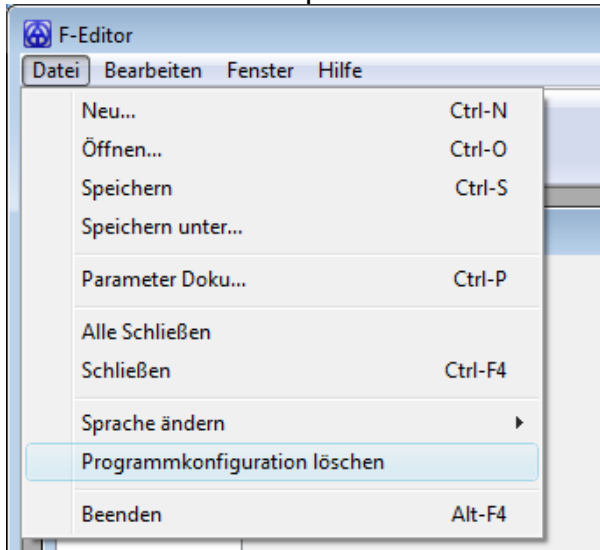 F-Editor
Datei Bearbeiten Fenster Hilfe
Neu... Ctrl-N
Öffnen... Ctrl-O
Speichern Ctrl-S
Speichern unter...
Parameter Doku... Ctrl-P
Alle Schließen
Schließen Ctrl-F4
Sprache ändern
Programmkonfiguration löschen
Beenden Alt-F4